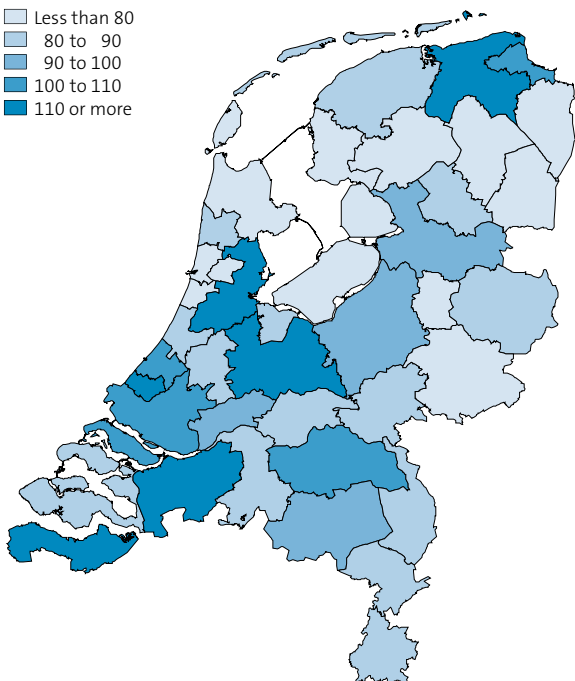 Less than 80
80 to 90
90 to 100
100 to 110
110 or more